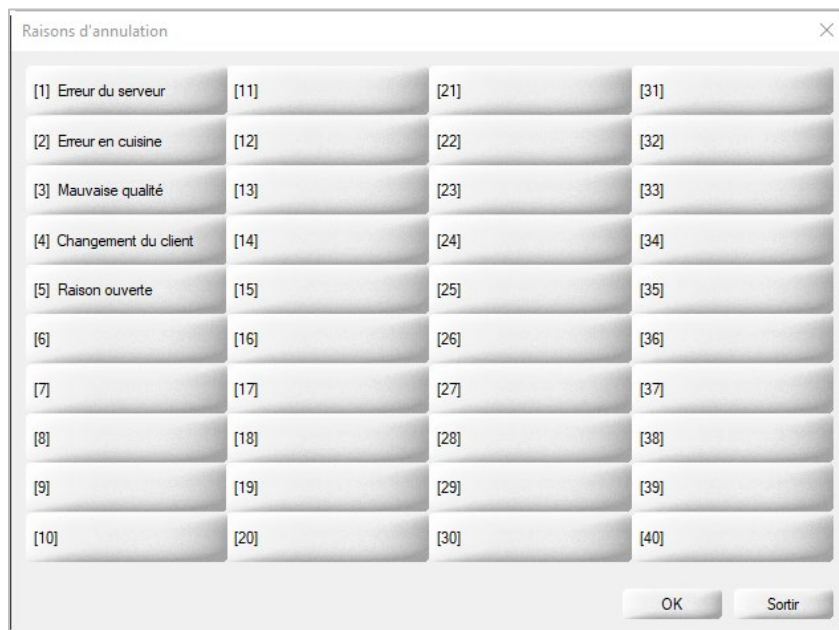 Raisons d'annulation
[1] Erreur du serveur [11] [21] [31]
[2] Erreur en cuisine [12] [22] [32]
[3] Mauvaise qualité [13] [23] [33]
[4] Changement du client [14] [24] [34]
[5] Raison ouverte [15] [25] [35]
[6] [16] [26] [36]
[7] [17] [27] [37]
[8] [18] [28] [38]
[9] [19] [29] [39]
[10] [20] [30] [40]
OK Sortir